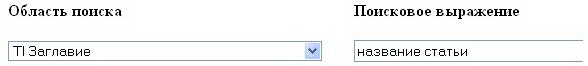 Область поиска Поисковое выражение
TI Заглавие название статьи